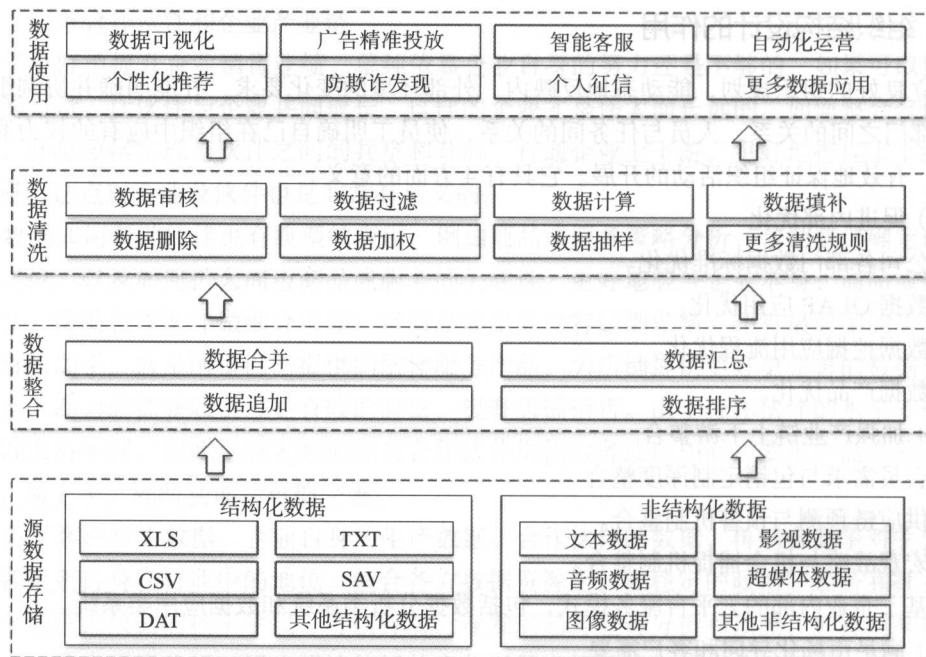 数据使用
数据可视化 广告精准投放 智能客服 自动化运营
个性化推荐 防欺诈发现 个人征信 更多数据应用
数据清洗
数据审核 数据过滤 数据计算 数据填补
数据删除 数据加权 数据抽样 更多清洗规则
数据整合
数据合并 数据汇总
数据追加 数据排序
源数据存储
结构化数据 非结构化数据
XLS TXT 文本数据 影视数据
CSV SAV 音频数据 超媒体数据
DAT 其他结构化数据 图像数据 其他非结构化数据